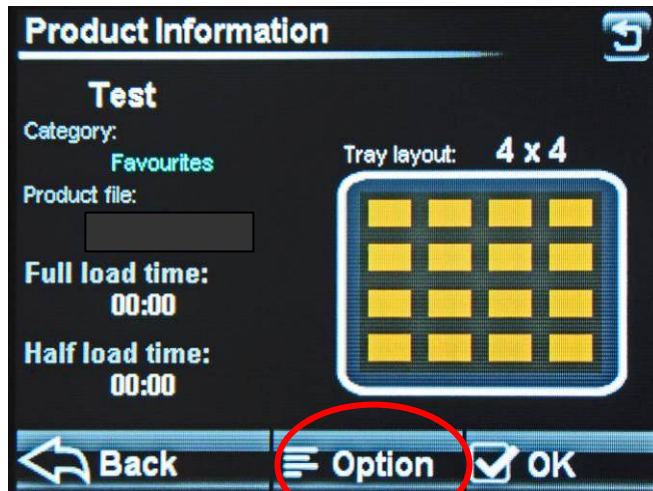 Product Information
Test
Category:
Favourites
Product file:
Full load time:
00:00
Half load time:
00:00
Tray layout: 4 x 4
Back
Option
OK